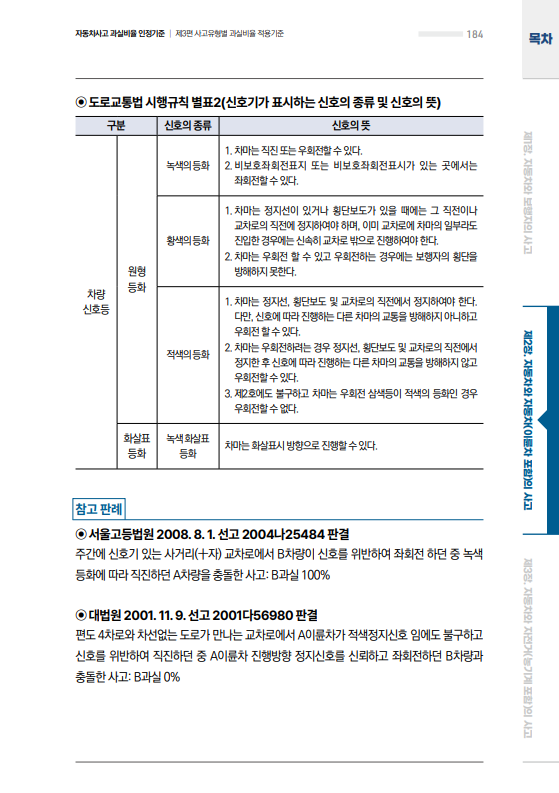 자동차사고 과실비율 인정기준 | 제3편 사고유형별 과실비율 적용기준
184
목차
◉ 도로교통법 시행규칙 별표2(신호기가 표시하는 신호의 종류 및 신호의 뜻)
구분 신호의 종류 신호의 뜻
차량
신호등
원형
등화
녹색의 등화
1. 차마는 직진 또는 우회전할 수 있다.
2. 비보호좌회전표지 또는 비보호좌회전표시가 있는 곳에서는
좌회전할 수 있다.
황색의 등화
1. 차마는 정지선이 있거나 횡단보도가 있을 때에는 그 직전이나
교차로의 직전에 정지하여야 하며, 이미 교차로에 차마의 일부라도
진입한 경우에는 신속히 교차로 밖으로 진행하여야 한다.
2. 차마는 우회전 할 수 있고 우회전하는 경우에는 보행자의 횡단을
방해하지 못한다.
적색의 등화
1. 차마는 정지선, 횡단보도 및 교차로의 직전에서 정지하여야 한다.
다만, 신호에 따라 진행하는 다른 차마의 교통을 방해하지 아니하고
우회전 할 수 있다.
2. 차마는 우회전하려는 경우 정지선, 횡단보도 및 교차로의 직전에서
정지한 후 신호에 따라 진행하는 다른 차마의 교통을 방해하지 않고
우회전할 수 있다.
3. 제2호에도 불구하고 차마는 우회전 삼색등이 적색의 등화인 경우
우회전할 수 없다.
화살표
등화
녹색 화살표
등화
차마는 화살표시 방향으로 진행할 수 있다.
참고 판례
◉ 서울고등법원 2008. 8. 1. 선고 2004나25484 판결
주간에 신호기 있는 사거리(十자) 교차로에서 B차량이 신호를 위반하여 좌회전 하던 중 녹색
등화에 따라 직진하던 A차량을 충돌한 사고: B과실 100%
◉ 대법원 2001. 11. 9. 선고 2001다56980 판결
편도 4차로와 차선없는 도로가 만나는 교차로에서 A이륜차가 적색정지신호 임에도 불구하고
신호를 위반하여 직진하던 중 A이륜차 진행방향 정지신호를 신뢰하고 좌회전하던 B차량과
충돌한 사고: B과실 0%
제1장. 자동차와 보행자의 사고
제2장. 자동차와 자동차(이륜차 포함)의 사고
제3장. 자동차와 자전거(농기계 포함)의 사고